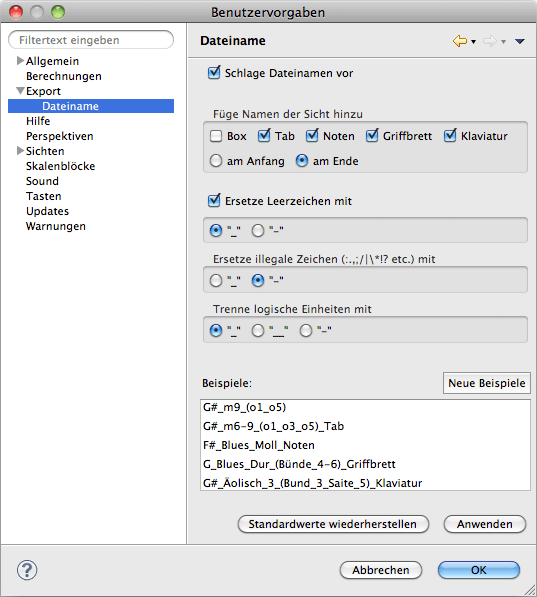 Benutzervorgaben
Filtertext eingeben
Allgemein
Berechnungen
Export
Dateiname
Hilfe
Perspektiven
Sichten
Skalenblöcke
Sound
Tasten
Updates
Warnungen
Dateiname
Schlage Dateinamen vor
Füge Namen der Sicht hinzu
Box Tab Noten Griffbrett Klaviatur
am Anfang am Ende
Ersetze Leerzeichen mit
"_" "-"
Ersetze illegale Zeichen (:.,;/|\*!? etc.) mit
"_" "-"
Trenne logische Einheiten mit
"_" "__" "-"
Beispiele: Neue Beispiele
G#_m9_(o1_o5)
G#_m6-9_(o1_o3_o5)_Tab
F#_Blues_Moll_Noten
G_Blues_Dur_(Bünde_4-6)_Griffbrett
G#_Äolisch_3_(Bund_3_Saite_5)_Klaviatur
Standardwerte wiederherstellen Anwenden
? Abbrechen OK